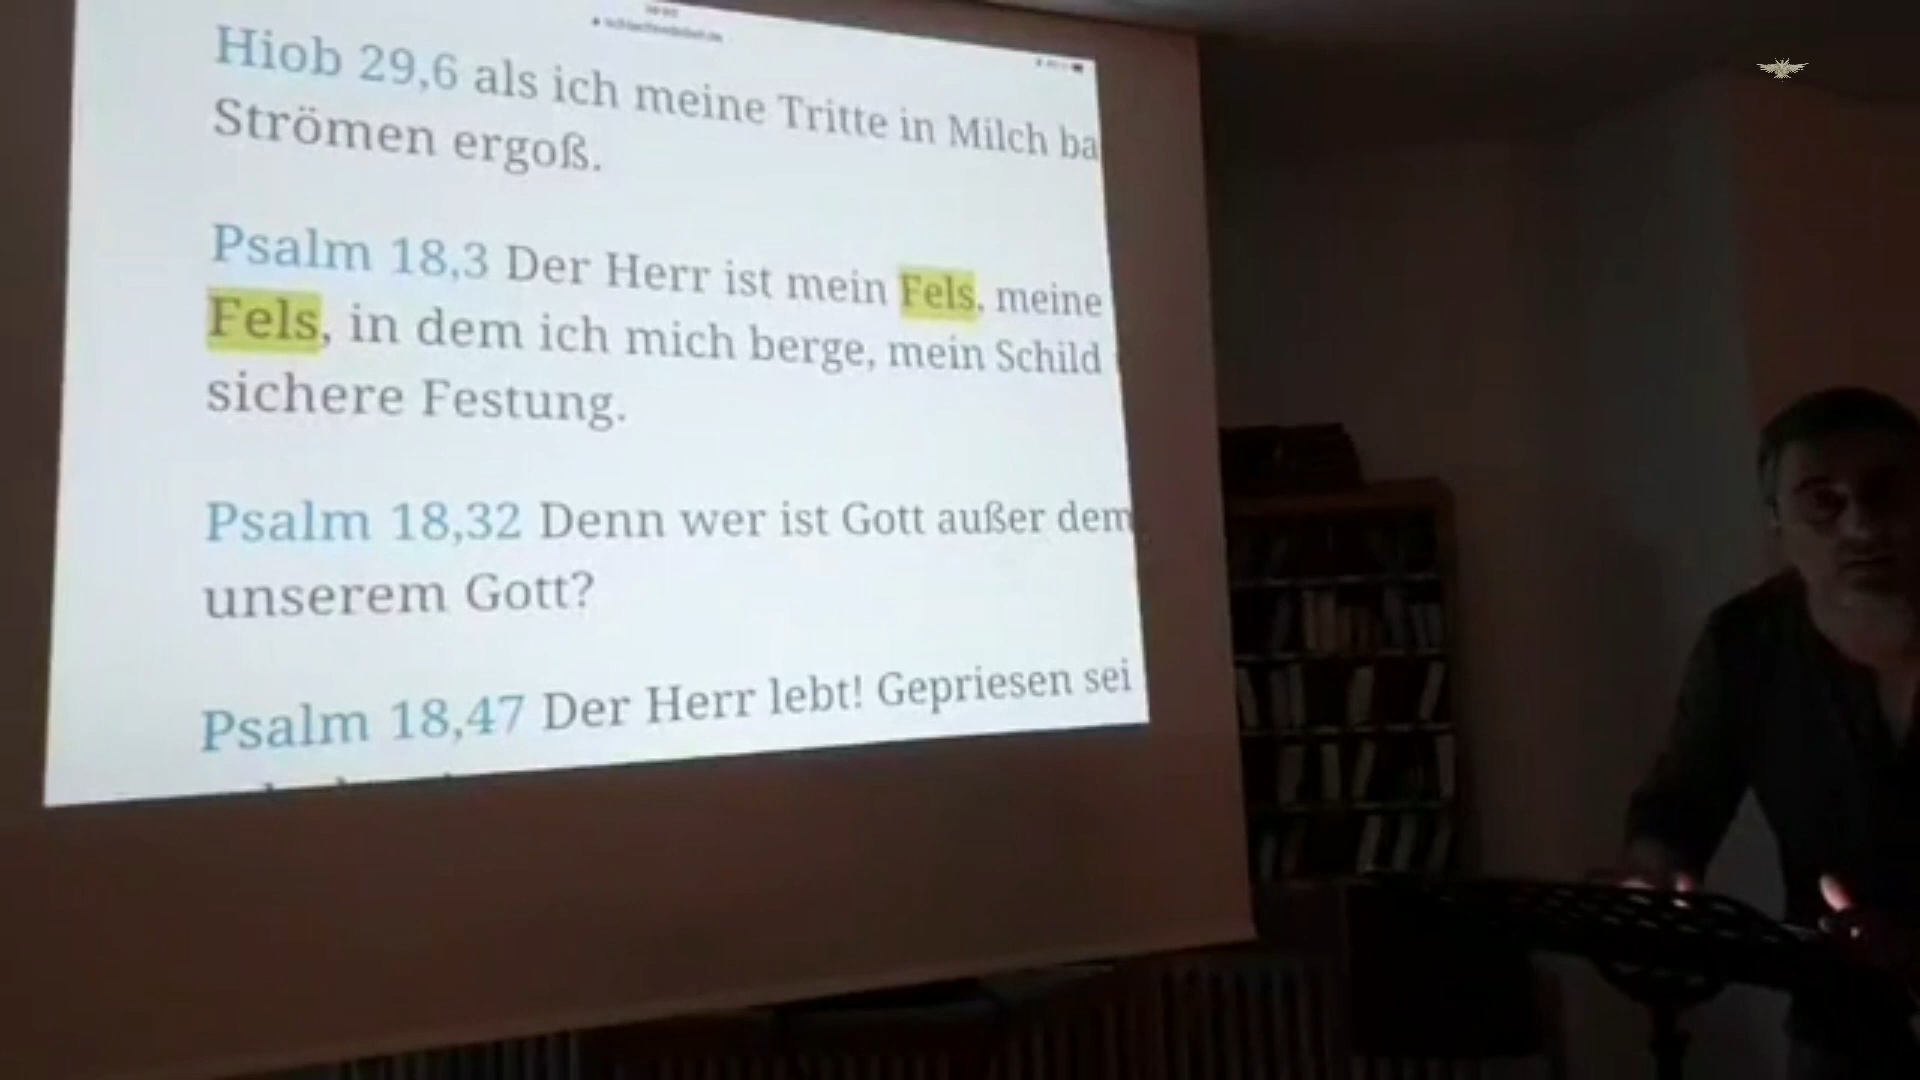 Hiob 29,6 als ich meine Tritte in Milch ba
Strömen ergoß.
Psalm 18,3 Der Herr ist mein Fels, meine
Fels, in dem ich mich berge, mein Schild
sichere Festung.
Psalm 18,32 Denn wer ist Gott außer dem
unserem Gott?
Psalm 18,47 Der Herr lebt! Gepriesen sei